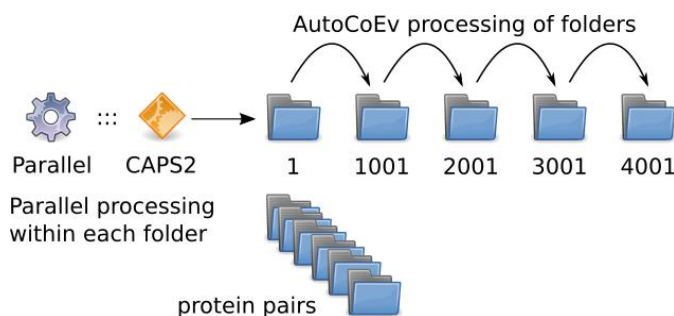 AutoCoEv processing of folders
:::
Parallel CAPS2 1 1001 2001 3001 4001
Parallel processing
within each folder
protein pairs